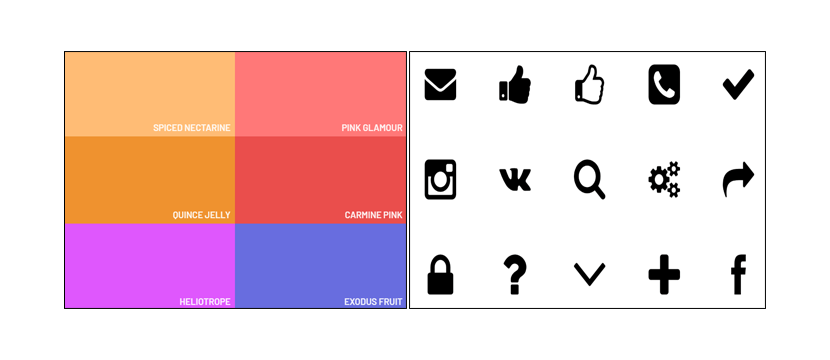 SPICED NECTARINE
PINK GLAMOUR
QUINCE JELLY
CARMINE PINK
HELIOTROPE
EXODUS FRUIT